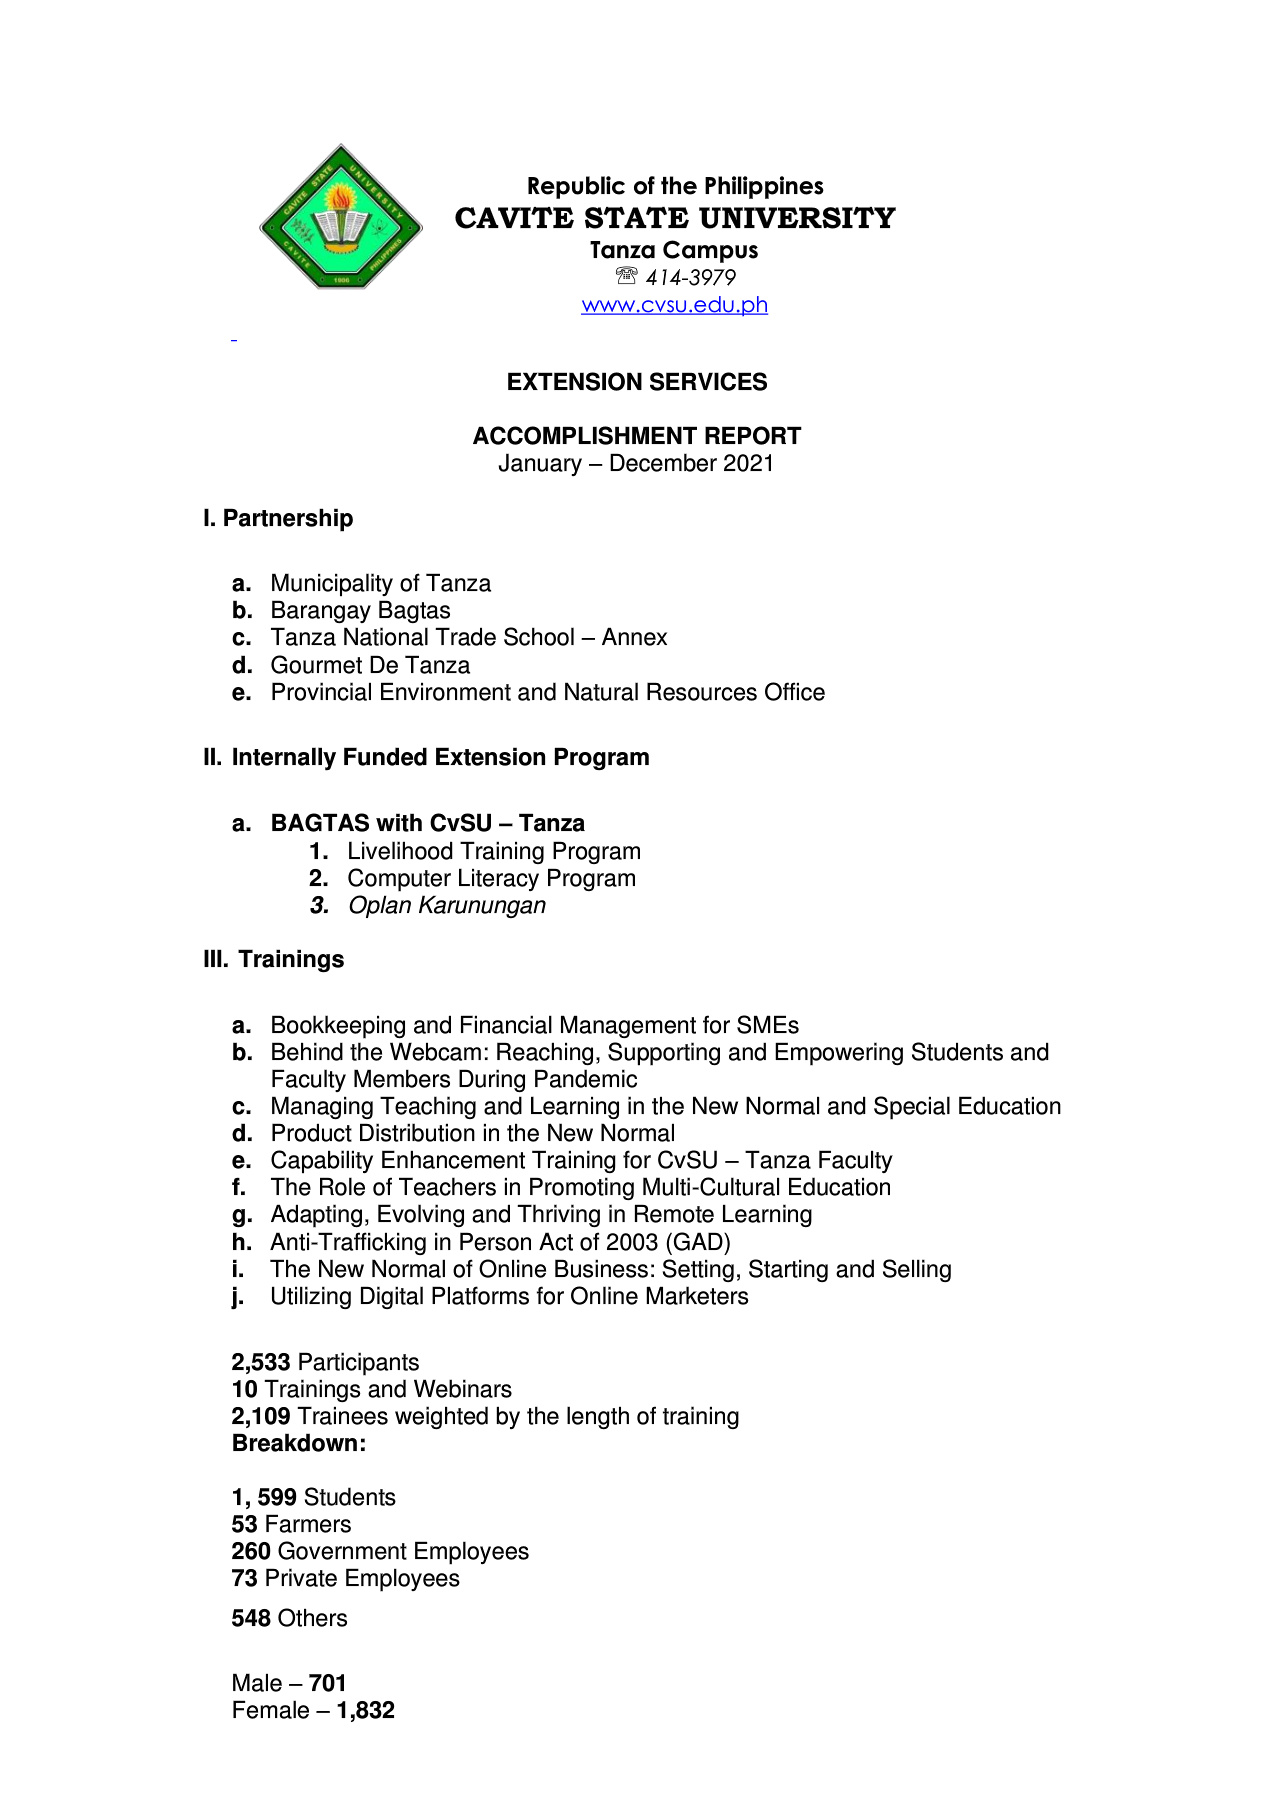 CAVITE STATE UNIVERSITY
CAVITE PHILIPPINES
1906
Republic of the Philippines
CAVITE STATE UNIVERSITY
Tanza Campus
☏ 414-3979
www.cvsu.edu.ph
EXTENSION SERVICES
ACCOMPLISHMENT REPORT
January – December 2021
I. Partnership
a. Municipality of Tanza
b. Barangay Bagtas
c. Tanza National Trade School – Annex
d. Gourmet De Tanza
e. Provincial Environment and Natural Resources Office
II. Internally Funded Extension Program
a. BAGTAS with CvSU – Tanza
1. Livelihood Training Program
2. Computer Literacy Program
3. Oplan Karunungan
III. Trainings
a. Bookkeeping and Financial Management for SMEs
b. Behind the Webcam: Reaching, Supporting and Empowering Students and
Faculty Members During Pandemic
c. Managing Teaching and Learning in the New Normal and Special Education
d. Product Distribution in the New Normal
e. Capability Enhancement Training for CvSU – Tanza Faculty
f. The Role of Teachers in Promoting Multi-Cultural Education
g. Adapting, Evolving and Thriving in Remote Learning
h. Anti-Trafficking in Person Act of 2003 (GAD)
i. The New Normal of Online Business: Setting, Starting and Selling
j. Utilizing Digital Platforms for Online Marketers
2,533 Participants
10 Trainings and Webinars
2,109 Trainees weighted by the length of training
Breakdown:
1, 599 Students
53 Farmers
260 Government Employees
73 Private Employees
548 Others
Male – 701
Female – 1,832